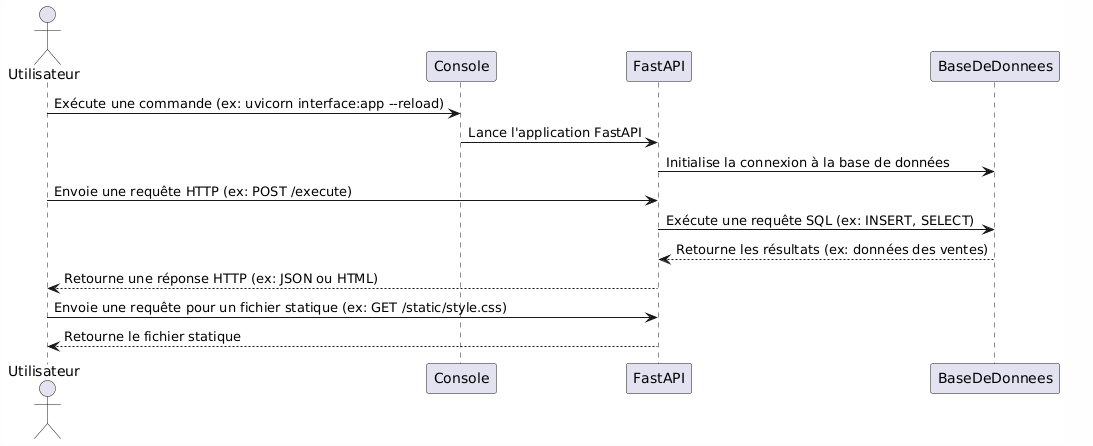 Utilisateur
Console
FastAPI
BaseDeDonnees
Exécute une commande (ex: uvicorn interface:app --reload)
Lance l'application FastAPI
Initialise la connexion à la base de données
Envoie une requête HTTP (ex: POST /execute)
Exécute une requête SQL (ex: INSERT, SELECT)
Retourne les résultats (ex: données des ventes)
Retourne une réponse HTTP (ex: JSON ou HTML)
Envoie une requête pour un fichier statique (ex: GET /static/style.css)
Retourne le fichier statique
Utilisateur
Console
FastAPI
BaseDeDonnees